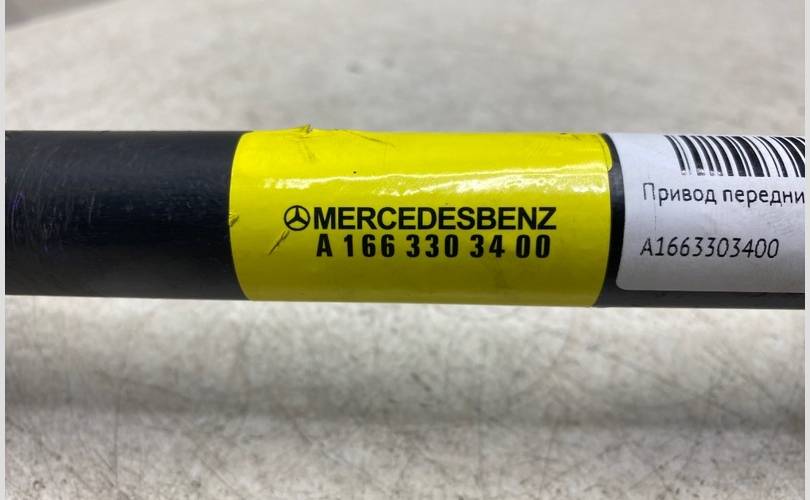 MERCEDESBENZ
A 166 330 34 00
Привод передни
A1663303400